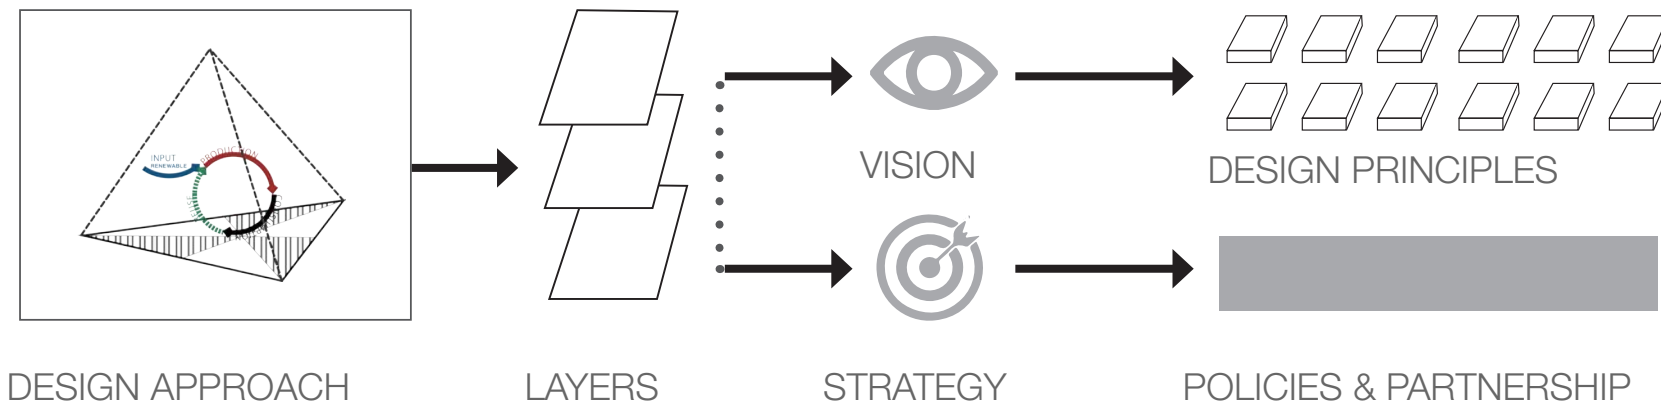 INPUT
RENEWABLE
PRODUCTION
VISION
DESIGN PRINCIPLES
DESIGN APPROACH
LAYERS
STRATEGY
POLICIES & PARTNERSHIP